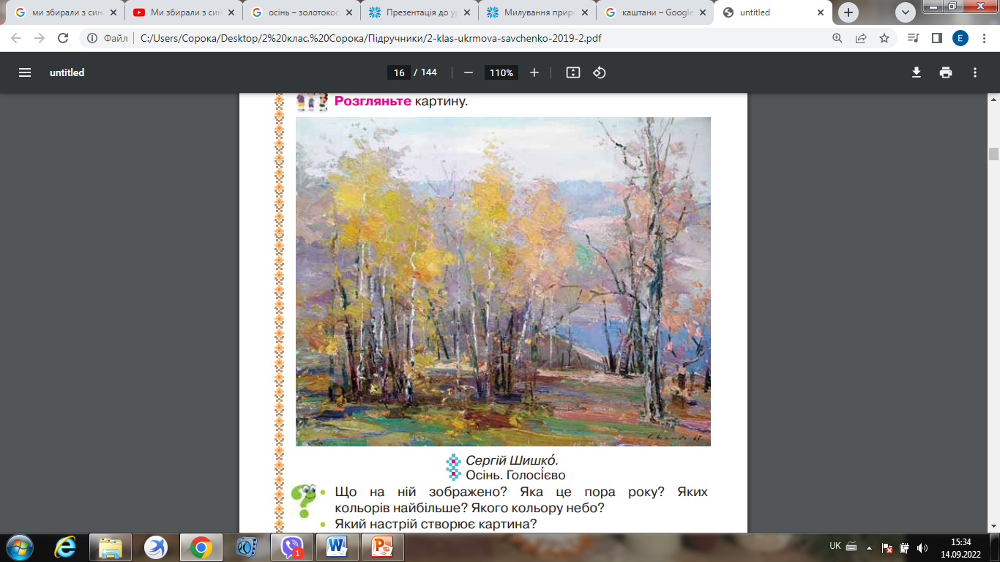 ми збирали з син
Ми збирали з син
осінь – золотокос
Презентація до ур
Милування приро
каштани – Google
untitled
Файл
C:/Users/Сорока/Desktop/2%20клас,%20Сорока/Підручники/2-klas-ukrmova-savchenko-2019-2.pdf
E
untitled
16 / 144
110%
Розгляньте картину.
Сергій Шишко́.
Осінь. Голосі́єво
• Що на ній зображено? Яка це пора року? Яких
кольорів найбільше? Якого кольору небо?
• Який настрій створює картина?
1
UK
15:34
14.09.2022